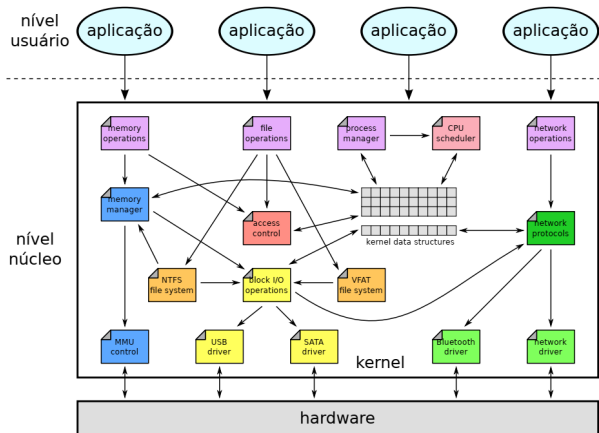 nível
usuário
aplicação
aplicação
aplicação
aplicação
memory
operations
file
operations
process
manager
CPU
scheduler
network
operations
nível
núcleo
memory
manager
access
control
kernel data structures
network
protocols
NTFS
file system
block I/O
operations
VFAT
file system
MMU
control
USB
driver
SATA
driver
Bluetooth
driver
network
driver
kernel
hardware